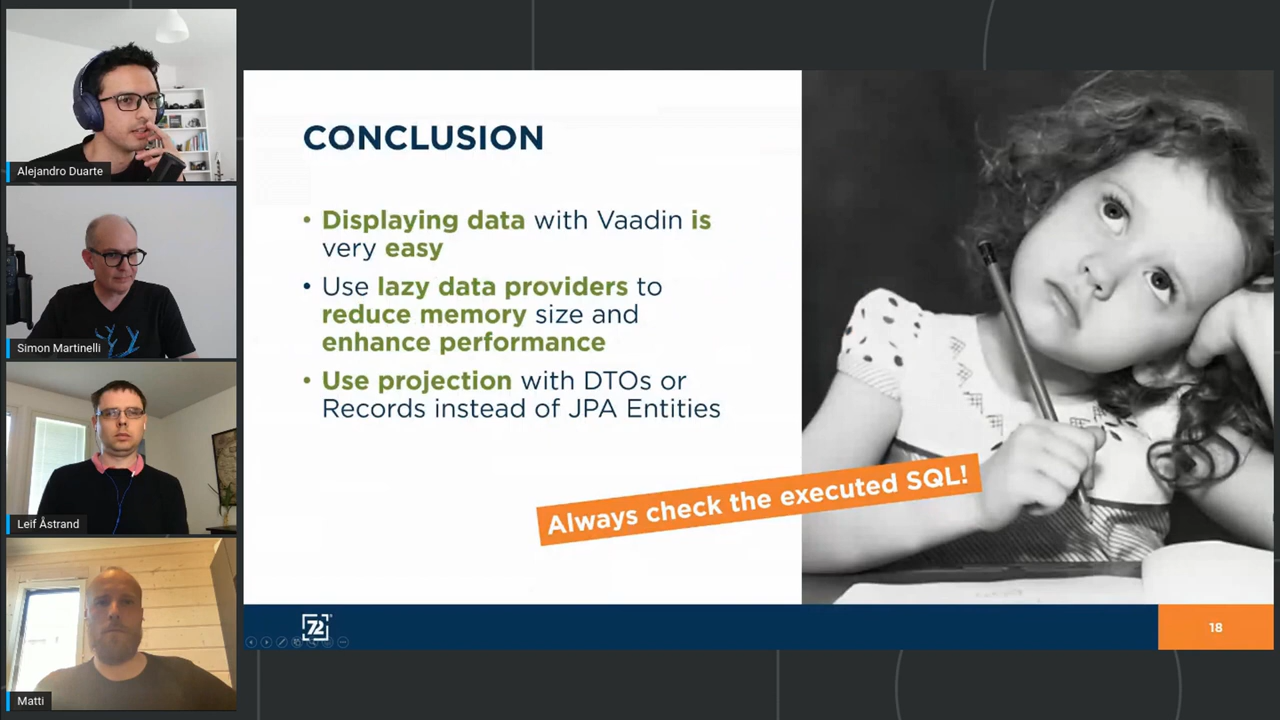 Alejandro Duarte
Simon Martinelli
Leif Åstrand
Matti
CONCLUSION
• Displaying data with Vaadin is
very easy
• Use lazy data providers to
reduce memory size and
enhance performance
• Use projection with DTOs or
Records instead of JPA Entities
Always check the executed SQL!
72
18